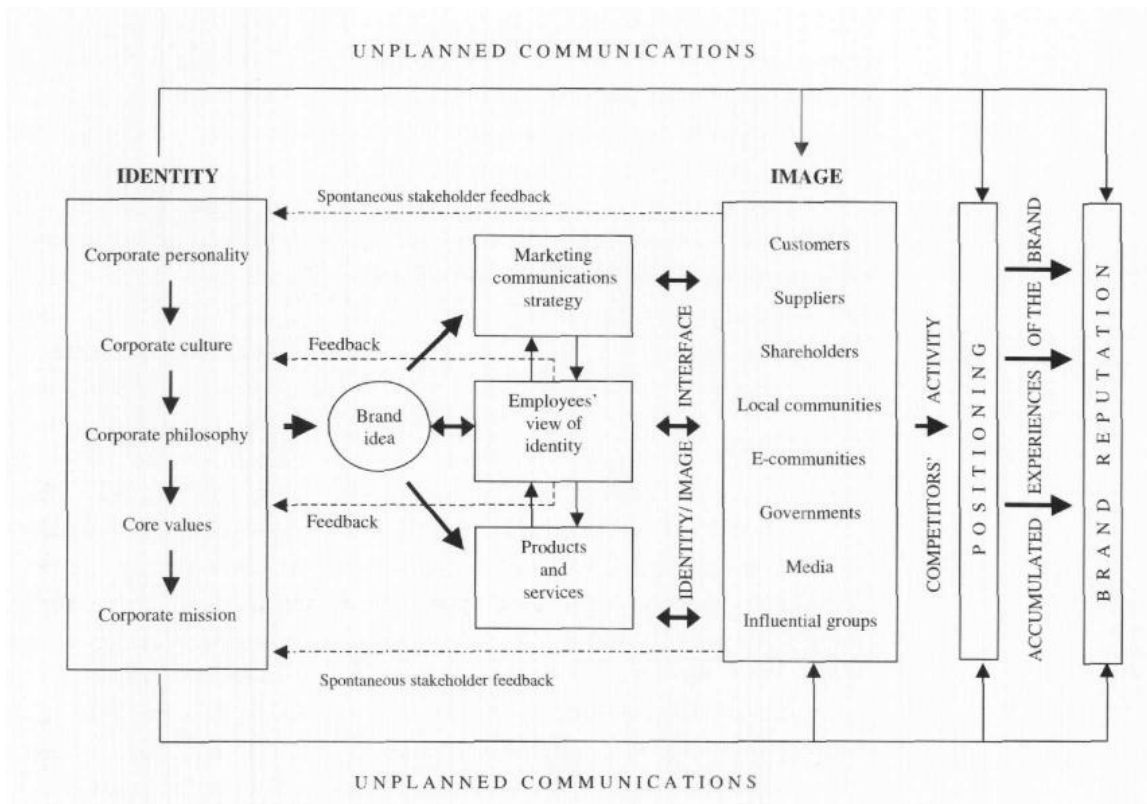 UNPLANNED COMMUNICATIONS
IDENTITY
Corporate personality
Corporate culture
Corporate philosophy
Core values
Corporate mission
Spontaneous stakeholder feedback
Feedback
Feedback
Spontaneous stakeholder feedback
Brand
idea
Marketing
communications
strategy
Employees'
view of
identity
Products
and
services
IDENTITY/ IMAGE INTERFACE
IMAGE
Customers
Suppliers
Shareholders
Local communities
E-communities
Governments
Media
Influential groups
COMPETITORS' ACTIVITY
POSITIONING
ACCUMULATED EXPERIENCES OF THE BRAND
BRAND REPUTATION
UNPLANNED COMMUNICATIONS